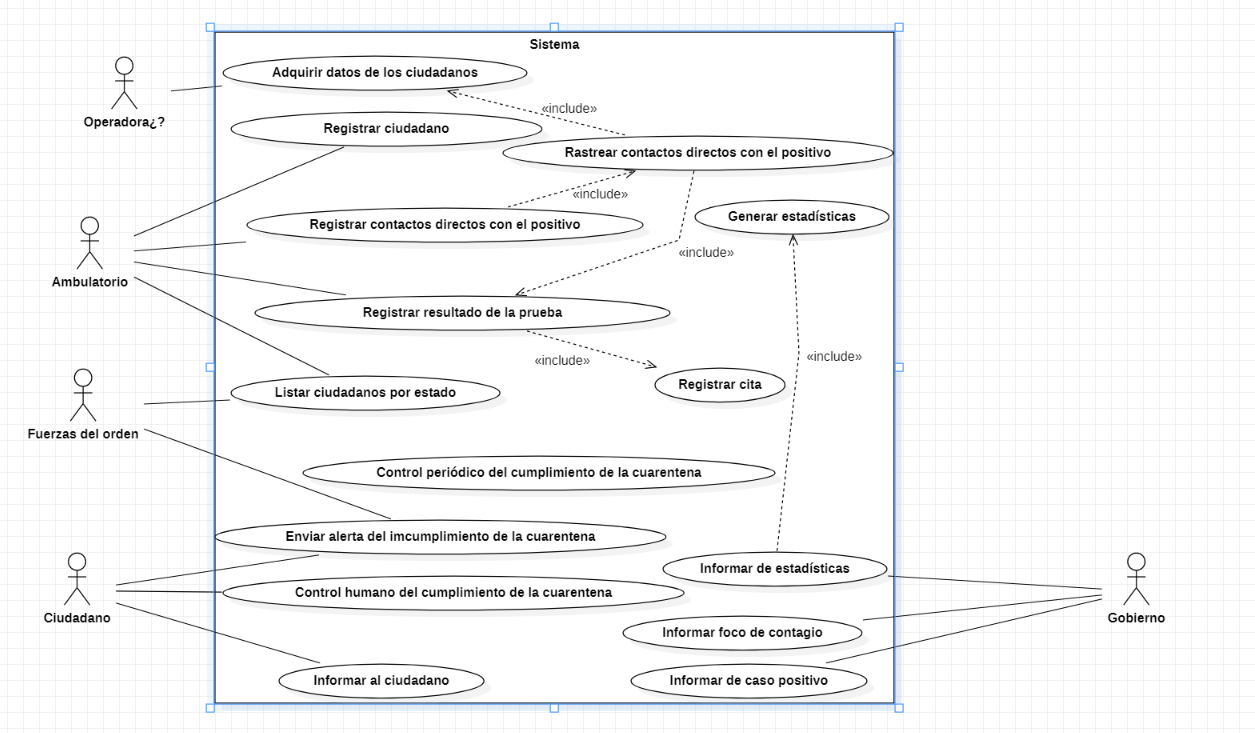 Sistema
Adquirir datos de los ciudadanos
Operadora¿?
«include»
Registrar ciudadano
Rastrear contactos directos con el positivo
«include»
Generar estadísticas
Registrar contactos directos con el positivo
«include»
Ambulatorio
Registrar resultado de la prueba
«include»
«include»
Registrar cita
Listar ciudadanos por estado
Fuerzas del orden
Control periódico del cumplimiento de la cuarentena
Enviar alerta del imcumplimiento de la cuarentena
Informar de estadísticas
Control humano del cumplimiento de la cuarentena
Ciudadano
Gobierno
Informar foco de contagio
Informar al ciudadano
Informar de caso positivo